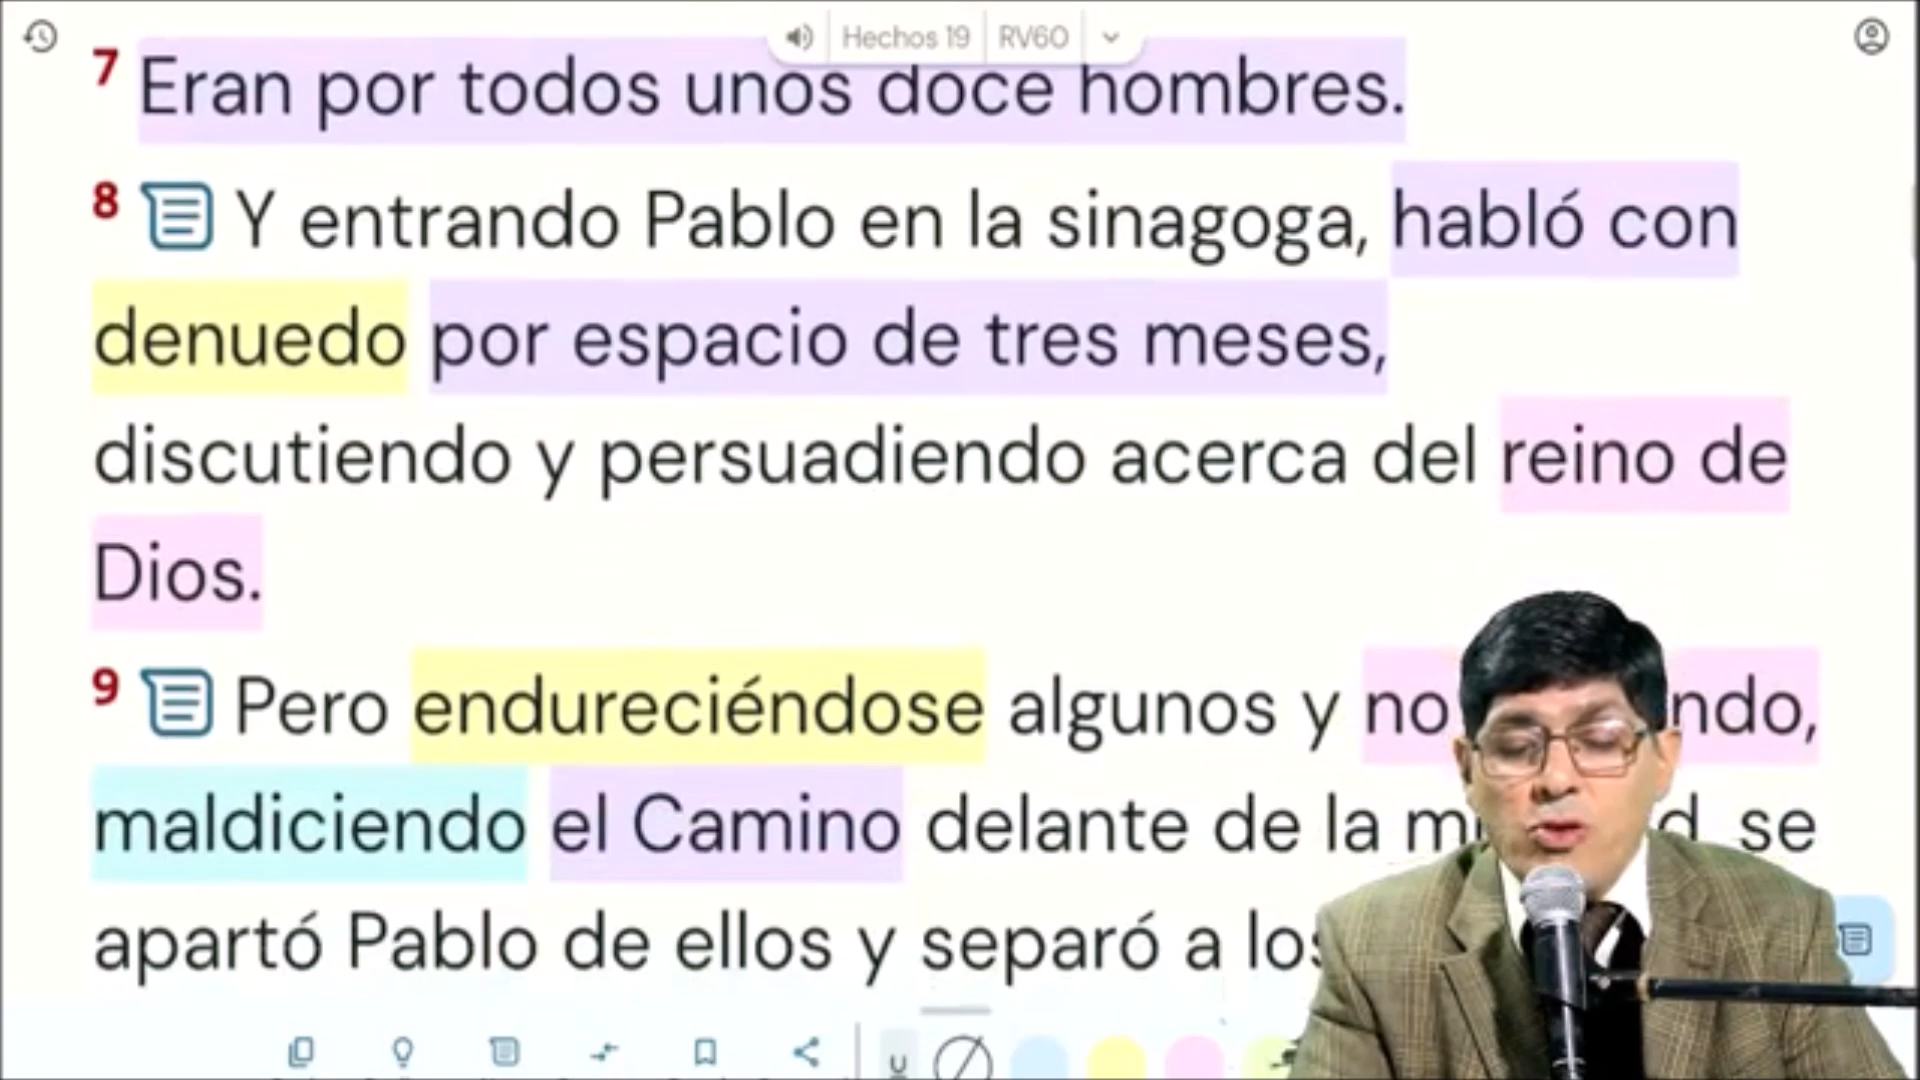 Hechos 19 RV60
7 Eran por todos unos doce hombres.
8 Y entrando Pablo en la sinagoga, habló con
denuedo por espacio de tres meses,
discutiendo y persuadiendo acerca del reino de
Dios.
9 Pero endureciéndose algunos y no
maldiciendo el Camino delante de la se
apartó Pablo de ellos y separó a